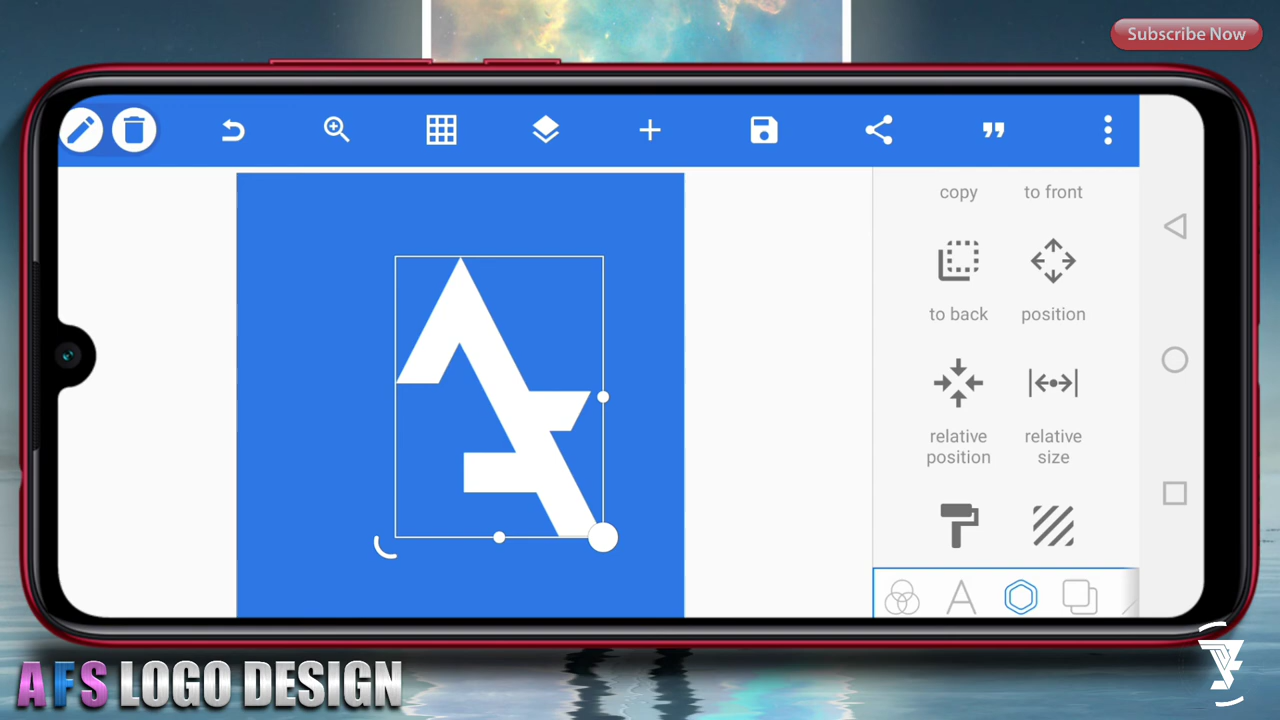 Subscribe Now
copy
to front
to back
position
relative
position
relative
size
AFS LOGO DESIGN